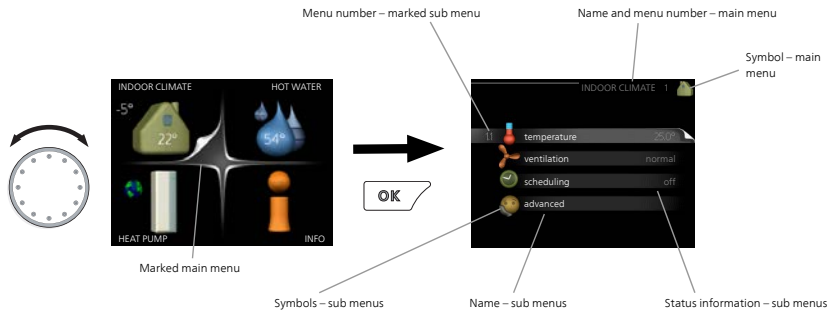 Menu number – marked sub menu
Name and menu number – main menu
Symbol – main
menu
INDOOR CLIMATE
HOT WATER
-5°
22°
54°
HEAT PUMP
INFO
Marked main menu
OK
INDOOR CLIMATE 1
1.1 temperature 25.0°
ventilation normal
scheduling off
advanced
Symbols – sub menus
Name – sub menus
Status information – sub menus